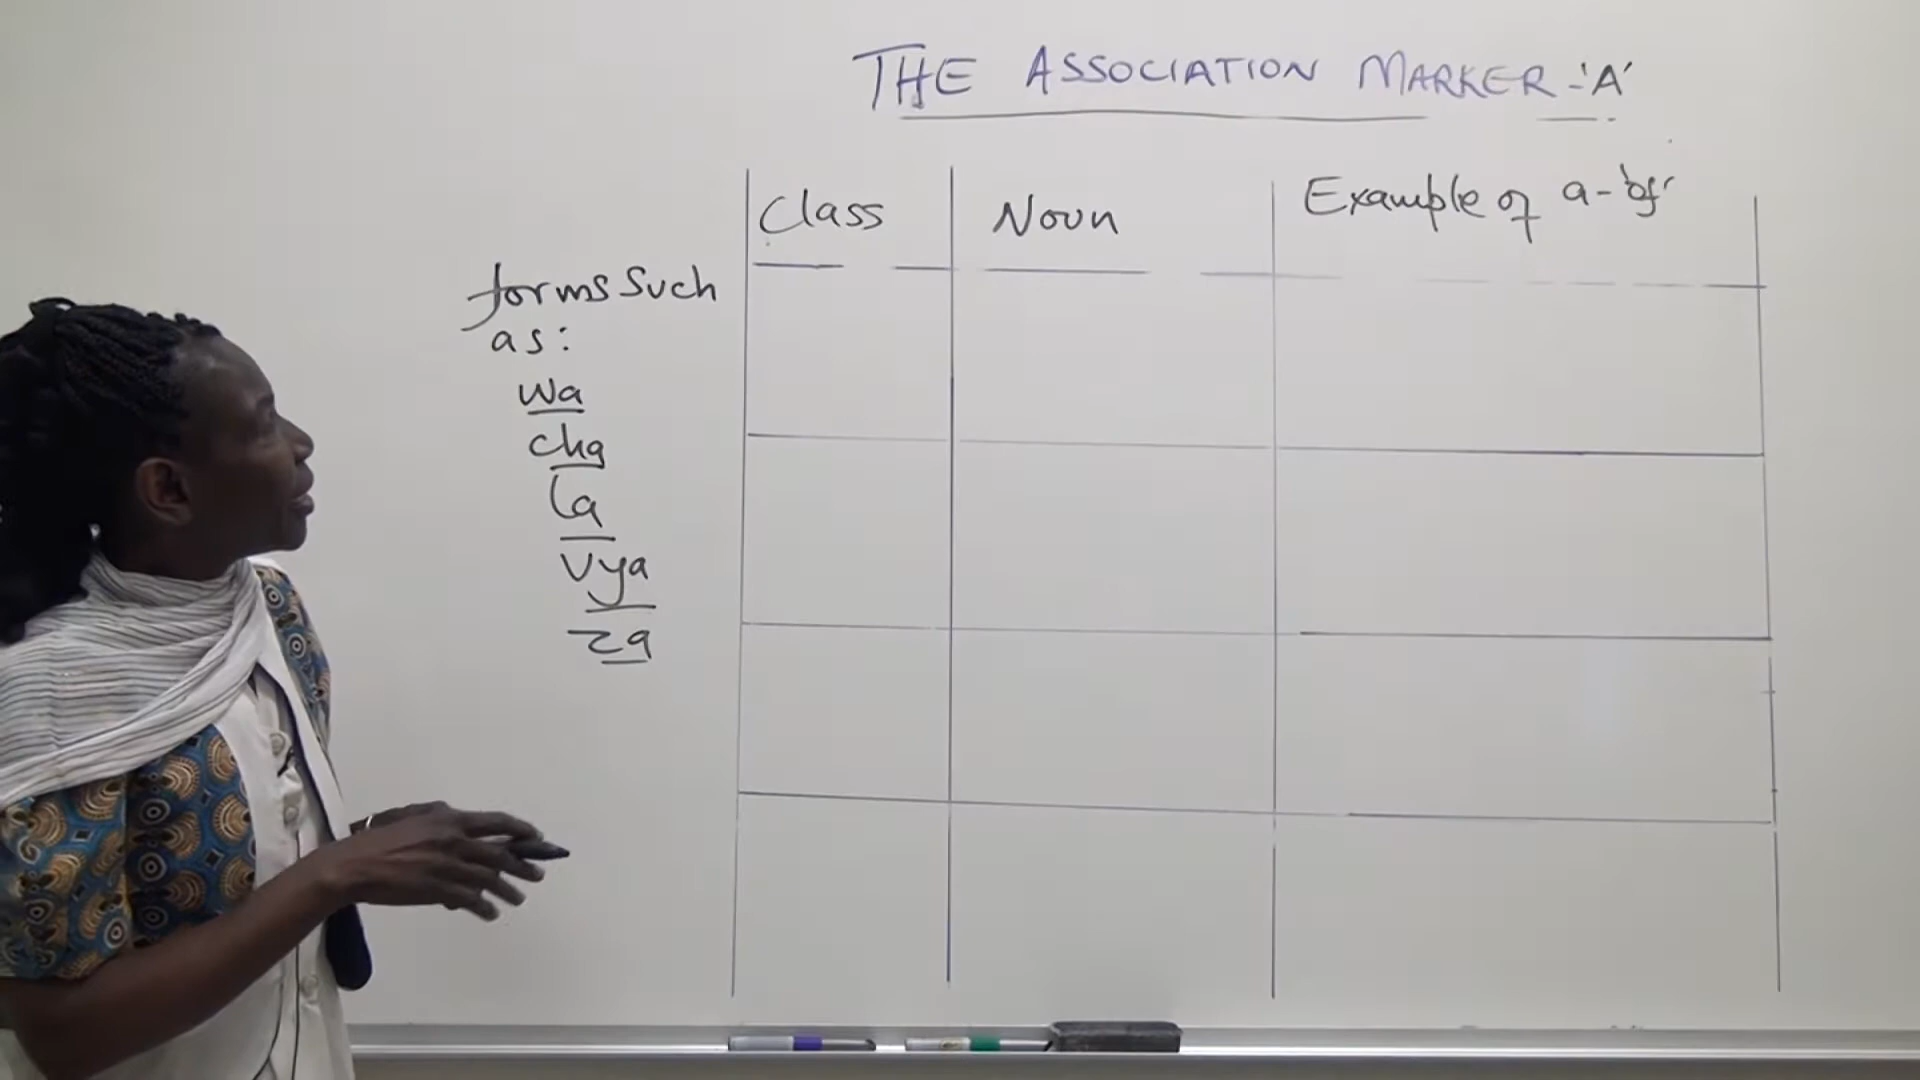 THE ASSOCIATION MARKER -'A'
Class
Noun
Example of a-'of'
forms such
as:
wa
cha
la
vya
za